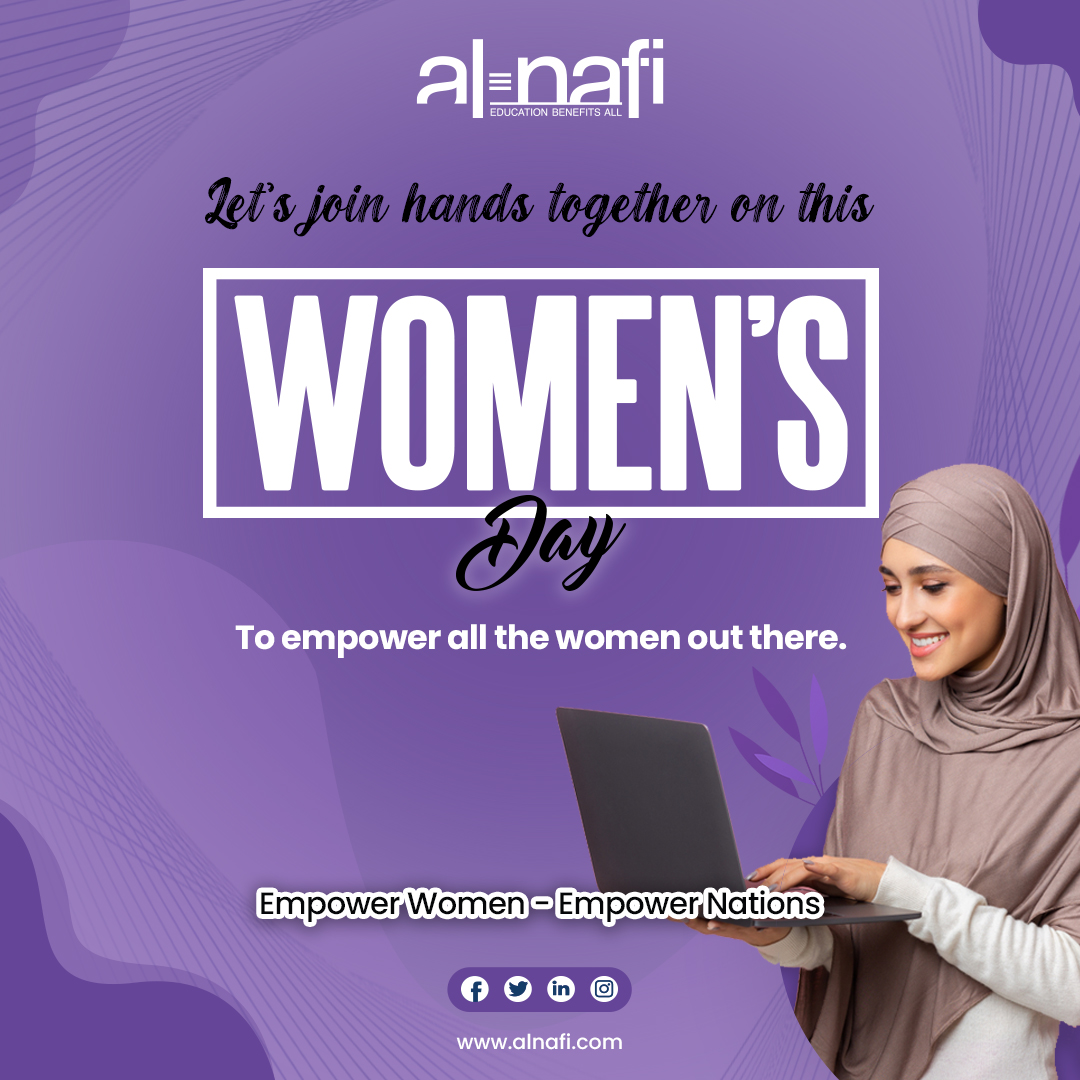 al-nafi
EDUCATION BENEFITS ALL
Let's join hands together on this
WOMEN'S
Day
To empower all the women out there.
Empower Women - Empower Nations
www.alnafi.com